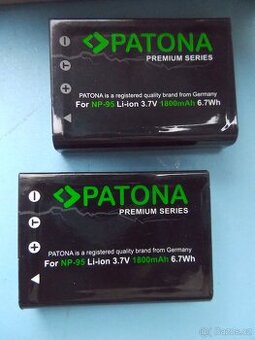 PATONA
PREMIUM SERIES
PATONA is a registered quality brand from Germany
For NP-95 Li-ion 3.7V 1800mAh 6.7Wh
PATONA
PREMIUM SERIES
PATONA is a registered quality brand from Germany
For NP-95 Li-ion 3.7V 1800mAh 6.7Wh